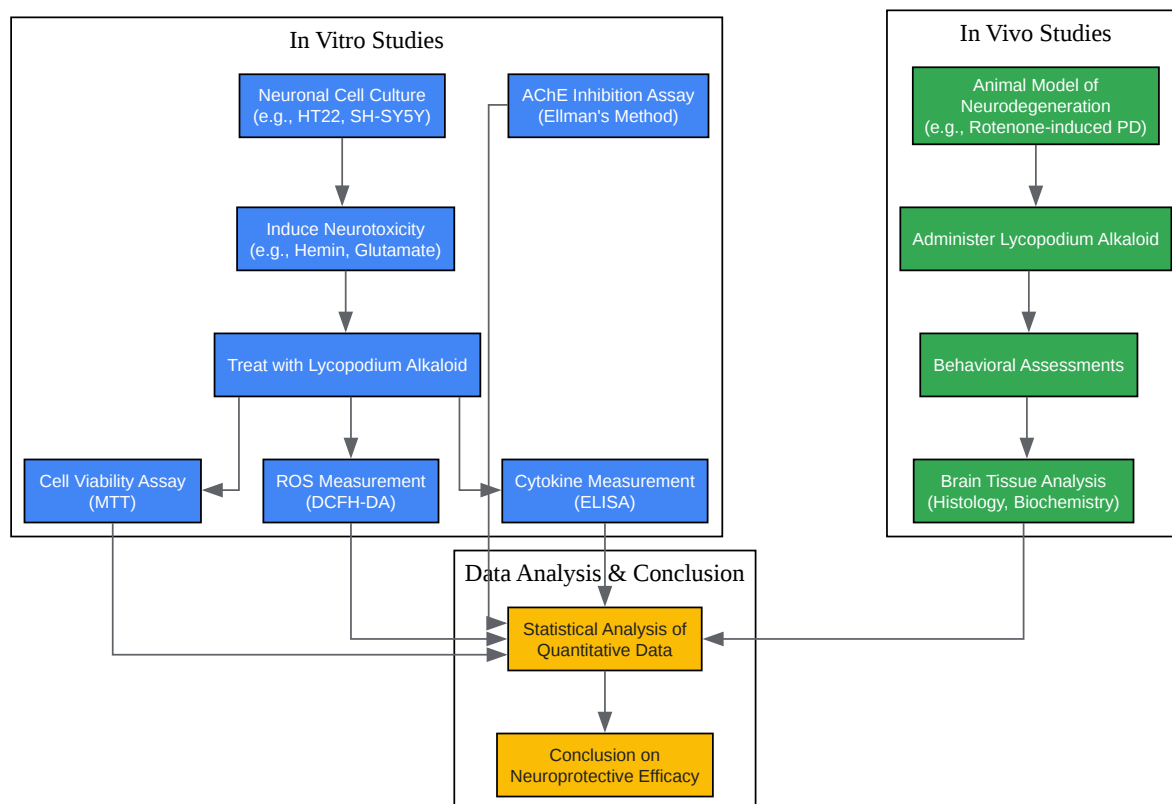 In Vitro Studies
Neuronal Cell Culture
(e.g., HT22, SH-SY5Y)
AChE Inhibition Assay
(Ellman's Method)
Induce Neurotoxicity
(e.g., Hemin, Glutamate)
Treat with Lycopodium Alkaloid
Cell Viability Assay
(MTT)
ROS Measurement
(DCFH-DA)
Cytokine Measurement
(ELISA)
In Vivo Studies
Animal Model of
Neurodegeneration
(e.g., Rotenone-induced PD)
Administer Lycopodium Alkaloid
Behavioral Assessments
Brain Tissue Analysis
(Histology, Biochemistry)
Data Analysis & Conclusion
Statistical Analysis of
Quantitative Data
Conclusion on
Neuroprotective Efficacy